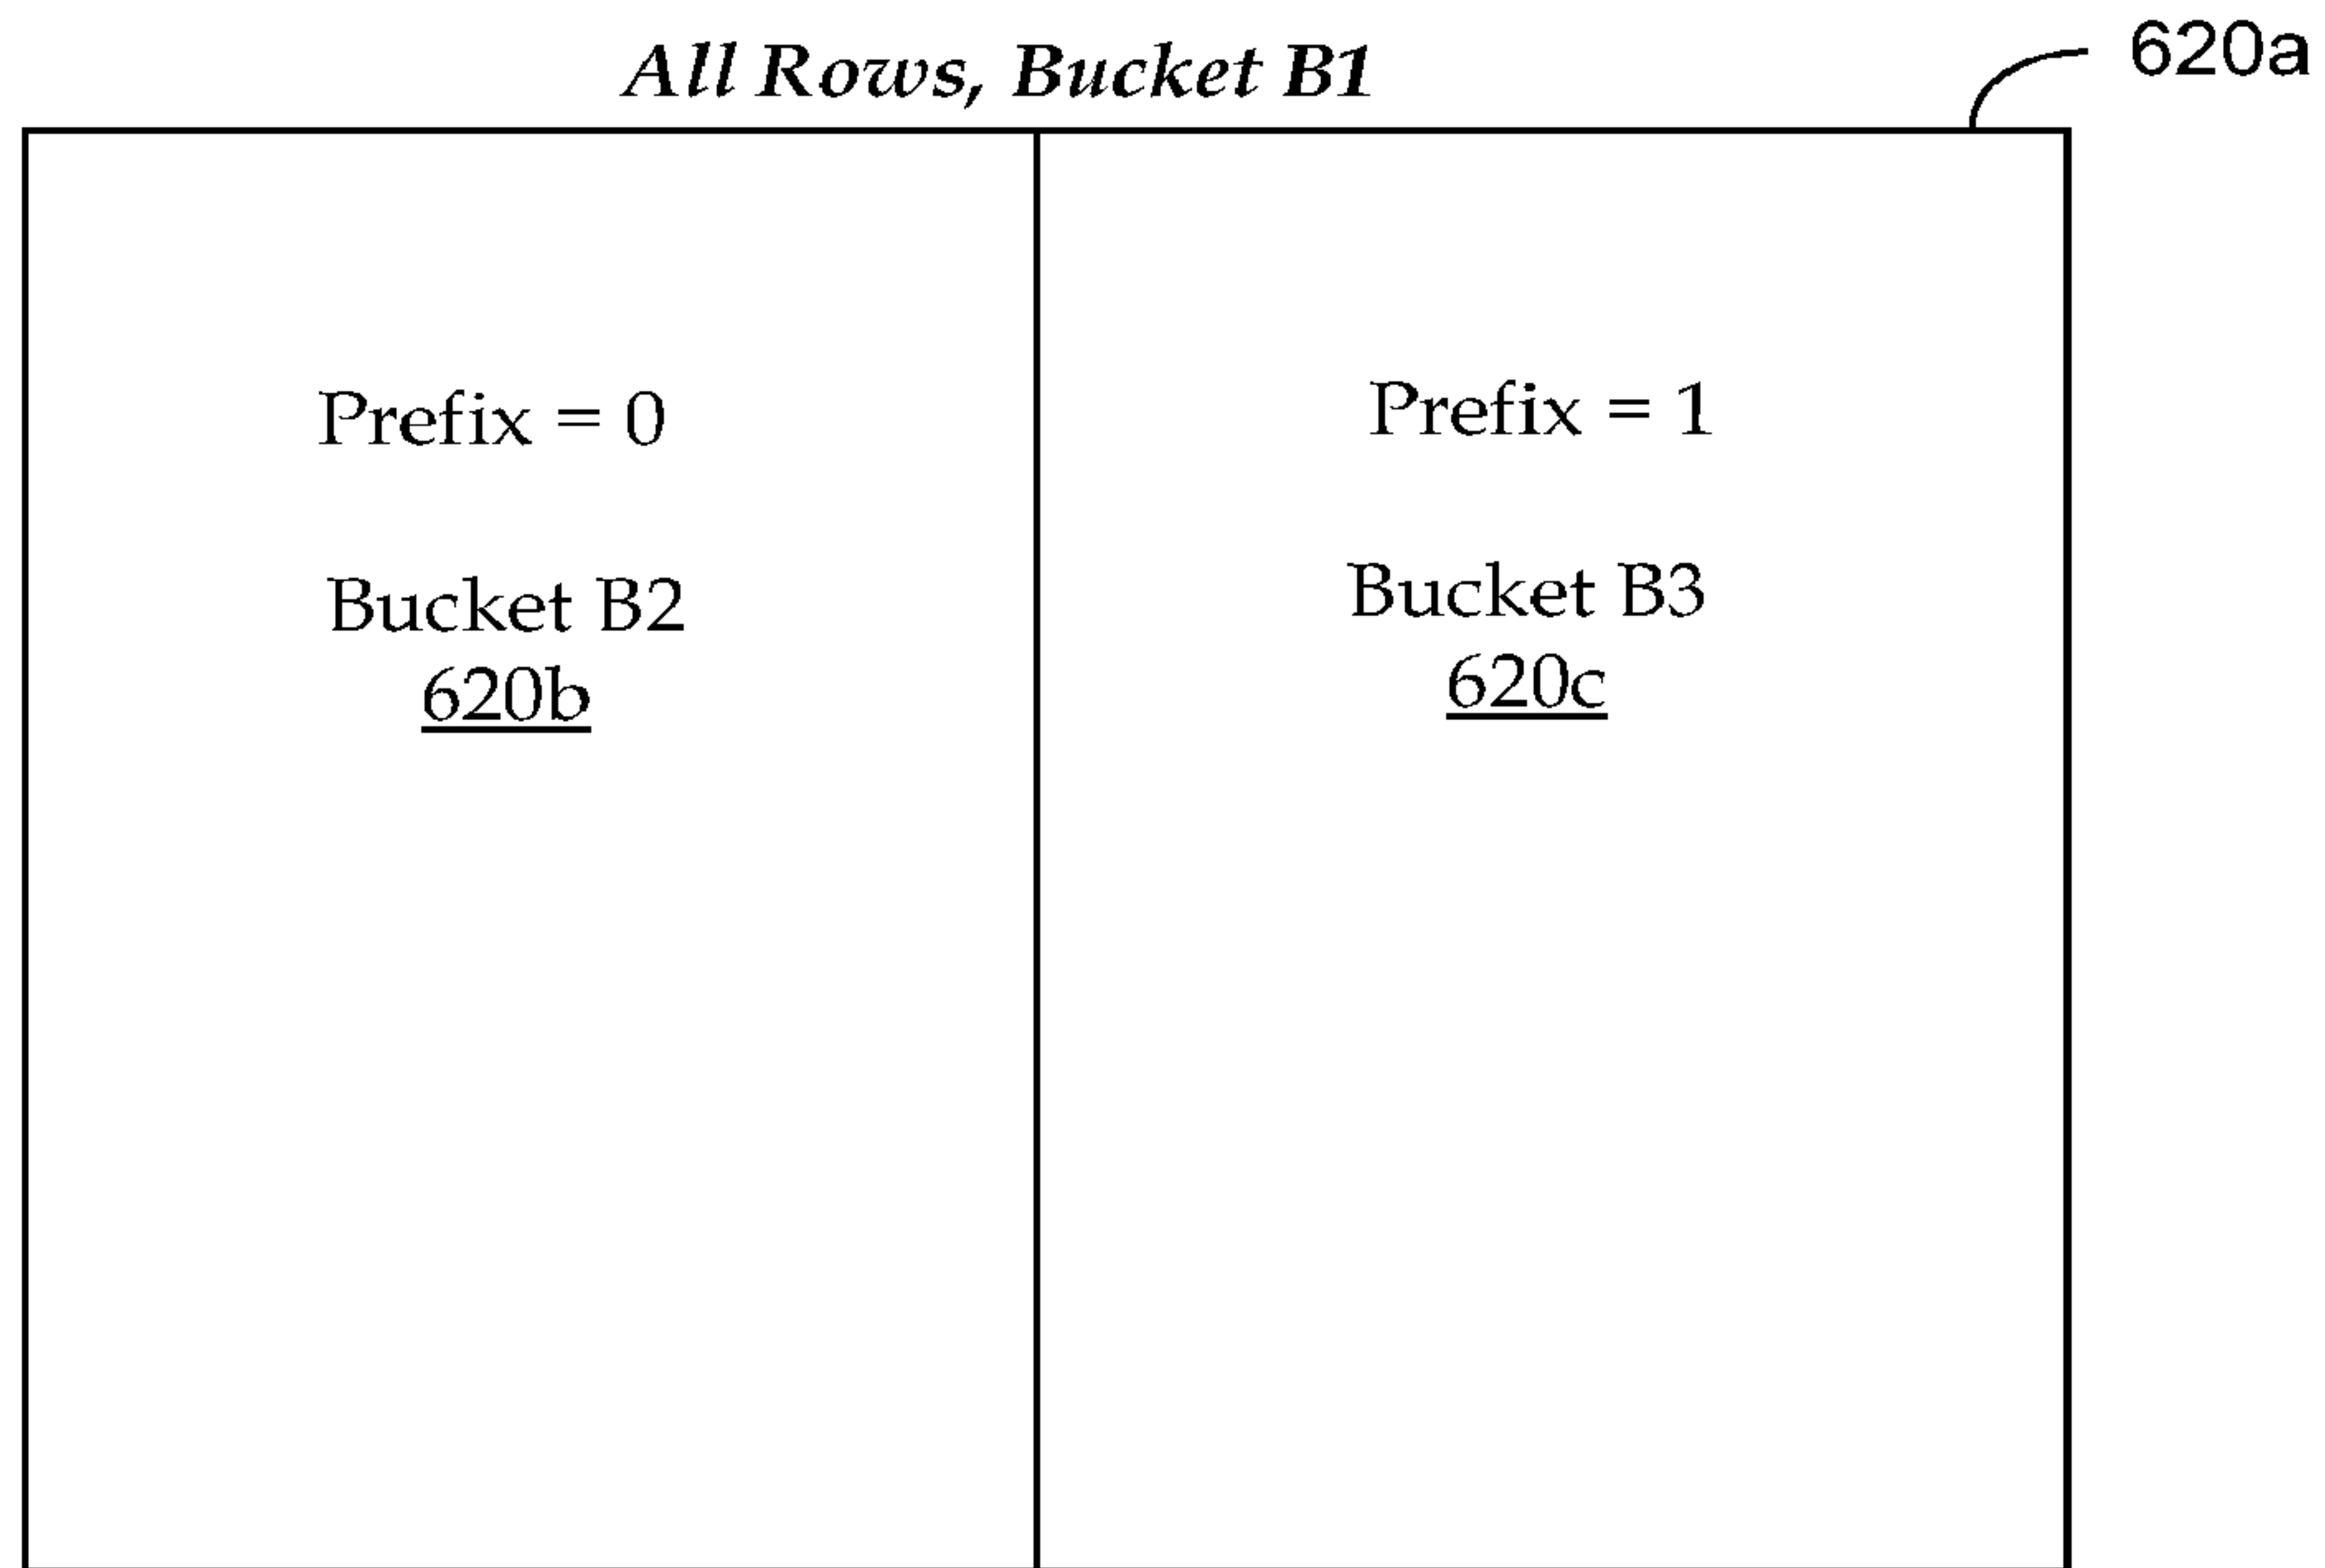 All Rows, Bucket B1
620a
Prefix = 0
Bucket B2
620b
Prefix = 1
Bucket B3
620c